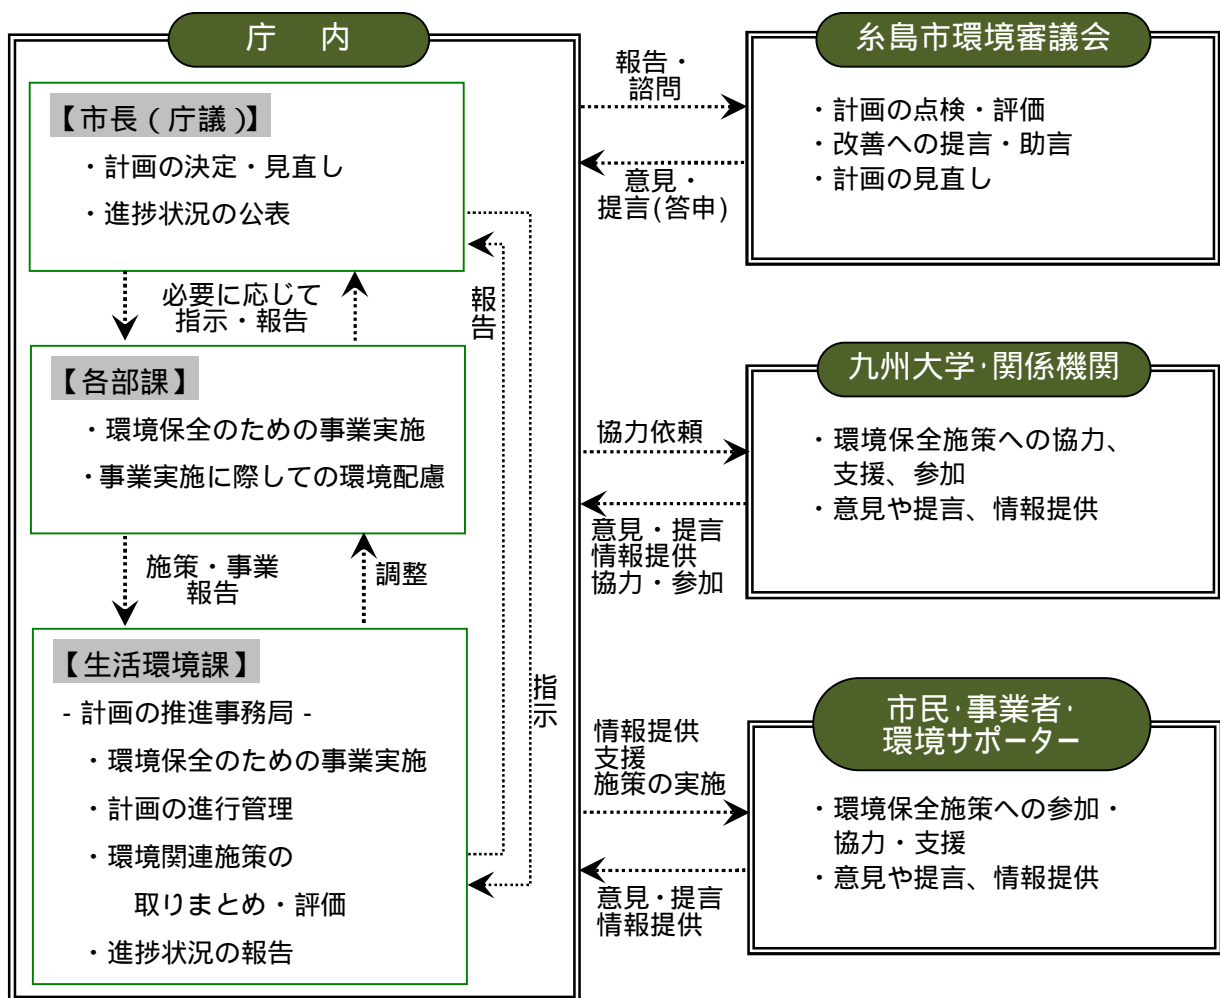 庁　内
【市長（庁議）】
・計画の決定・見直し
・進捗状況の公表
必要に応じて
指示・報告
報告
【各部課】
・環境保全のための事業実施
・事業実施に際しての環境配慮
施策・事業
報告
調整
【生活環境課】
- 計画の推進事務局 -
・環境保全のための事業実施
・計画の進行管理
・環境関連施策の
取りまとめ・評価
・進捗状況の報告
指示
報告・
諮問
意見・
提言(答申)
糸島市環境審議会
・計画の点検・評価
・改善への提言・助言
・計画の見直し
協力依頼
意見・提言
情報提供
協力・参加
九州大学・関係機関
・環境保全施策への協力、
支援、参加
・意見や提言、情報提供
情報提供
支援
施策の実施
意見・提言
情報提供
市民・事業者・
環境サポーター
・環境保全施策への参加・
協力・支援
・意見や提言、情報提供